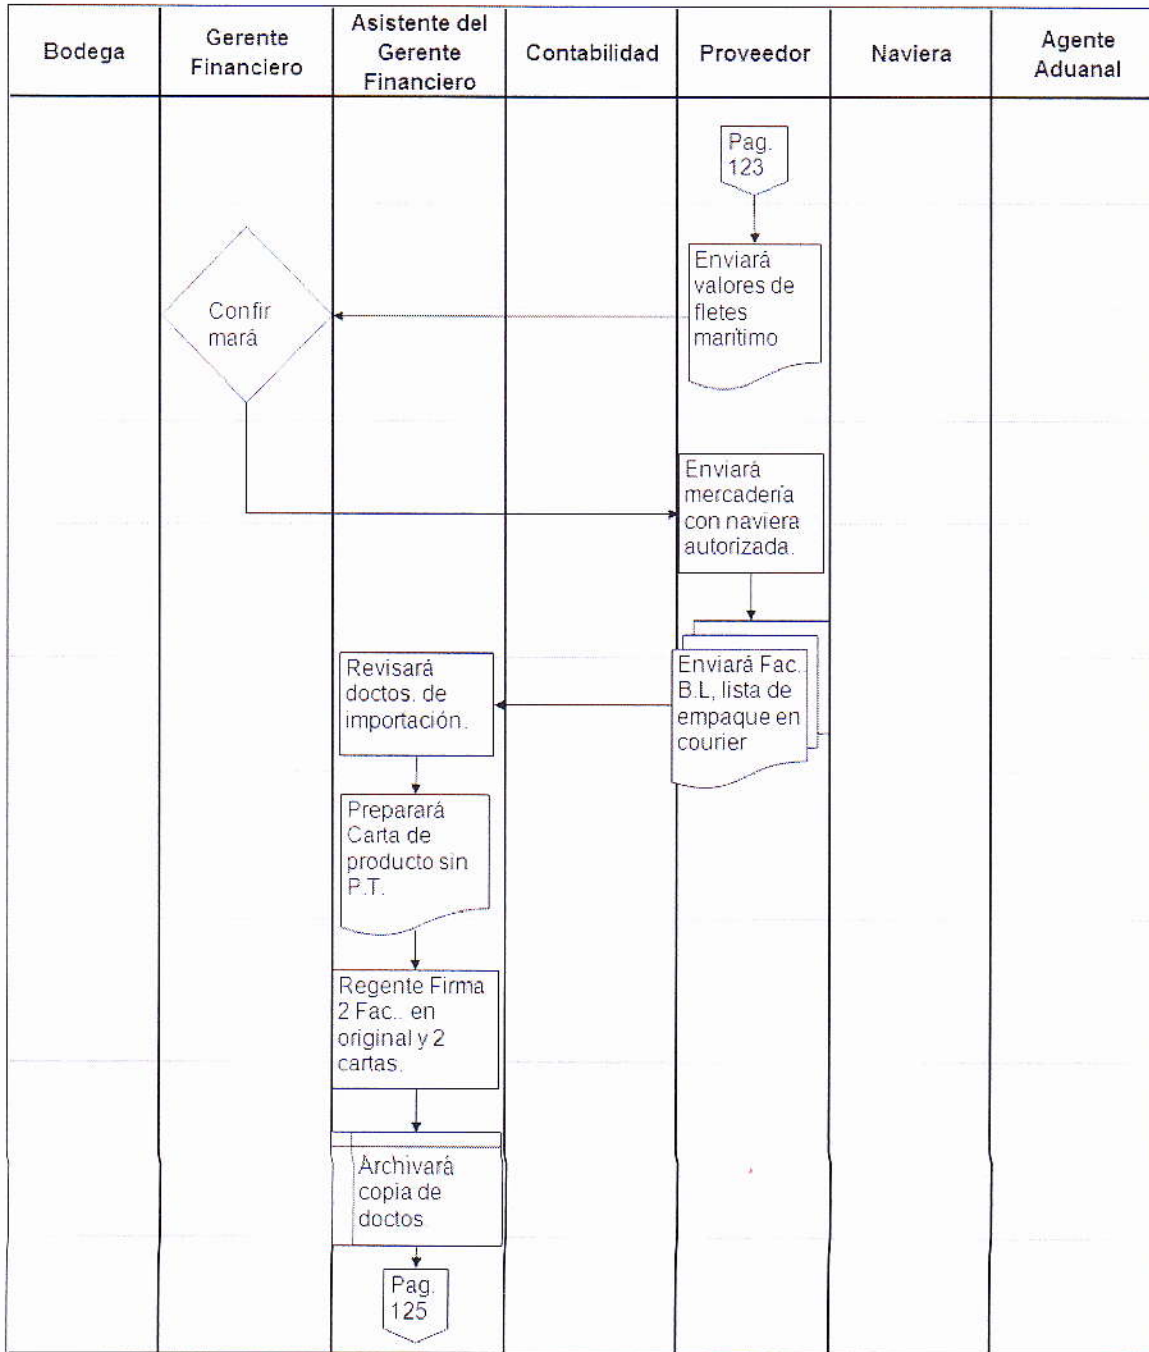 Bodega
Gerente
Financiero
Asistente del
Gerente
Financiero
Contabilidad
Proveedor
Naviera
Agente
Aduanal
Pag.
123
Enviará
valores de
fletes
marítimo
Confir
mará
Enviará
mercadería
con naviera
autorizada.
Enviará Fac.
B.L, lista de
empaque en
courier
Revisará
doctos. de
importación.
Preparará
Carta de
producto sin
P.T.
Regente Firma
2 Fac.. en
original y 2
cartas.
Archivará
copia de
doctos
Pag.
125